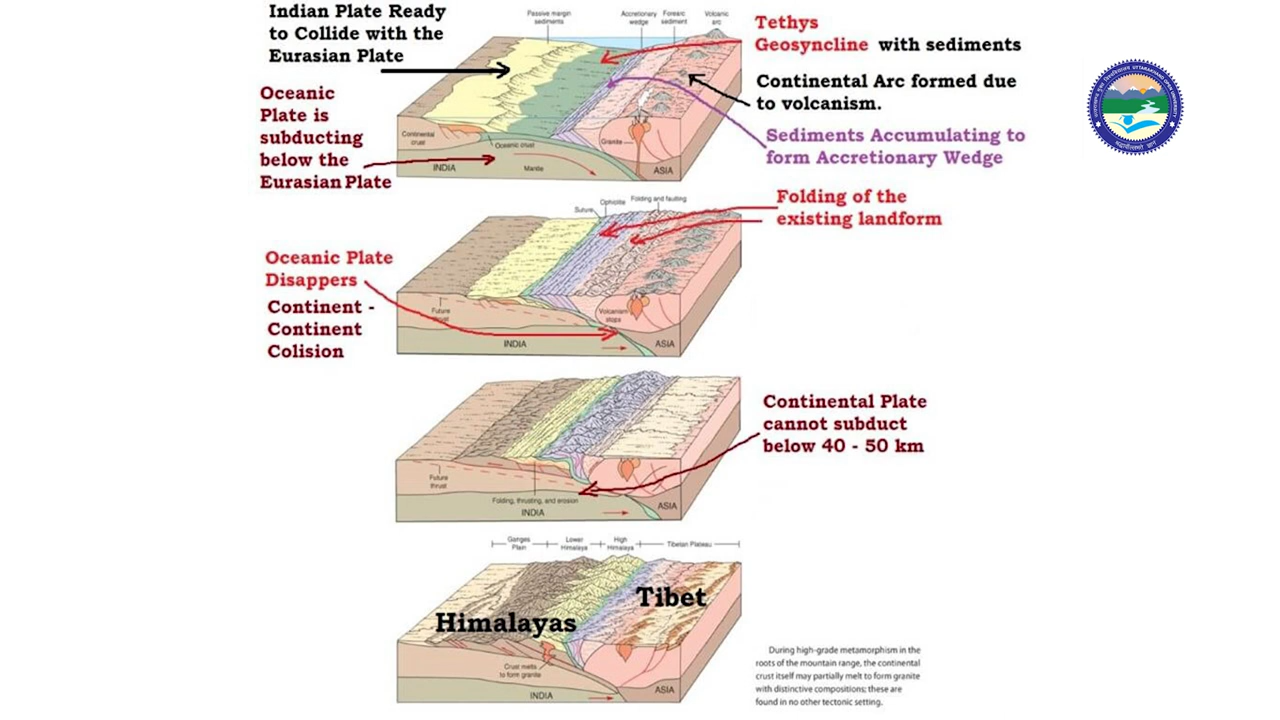 Indian Plate Ready
to Collide with the
Eurasian Plate
Passive margin
sediments
Accretionary
wedge
Forearc
sediment
Volcanic
arc
Tethys
Geosyncline with sediments
Continental Arc formed due
to volcanism.
Sediments Accumulating to
form Accretionary Wedge
Oceanic
Plate is
subducting
below the
Eurasian Plate
Continental
crust
Oceanic crust
Granite
INDIA
Mantle
ASIA
Suture
Ophiolite
Folding and faulting
Folding of the
existing landform
Oceanic Plate
Disappers
Continent -
Continent
Colision
Future
thrust
Volcanism
stops
INDIA
ASIA
Continental Plate
cannot subduct
below 40 - 50 km
Future
thrust
Folding, thrusting, and erosion
INDIA
ASIA
Ganges
Plain
Lower
Himalaya
High
Himalaya
Tibetan Plateau
Tibet
Himalayas
Crust melts
to form granite
INDIA
ASIA
During high-grade metamorphism in the
roots of the mountain range, the continental
crust itself may partially melt to form granite
with distinctive compositions; these are
found in no other tectonic setting.
UTTARAKHAND OPEN UNIVERSITY